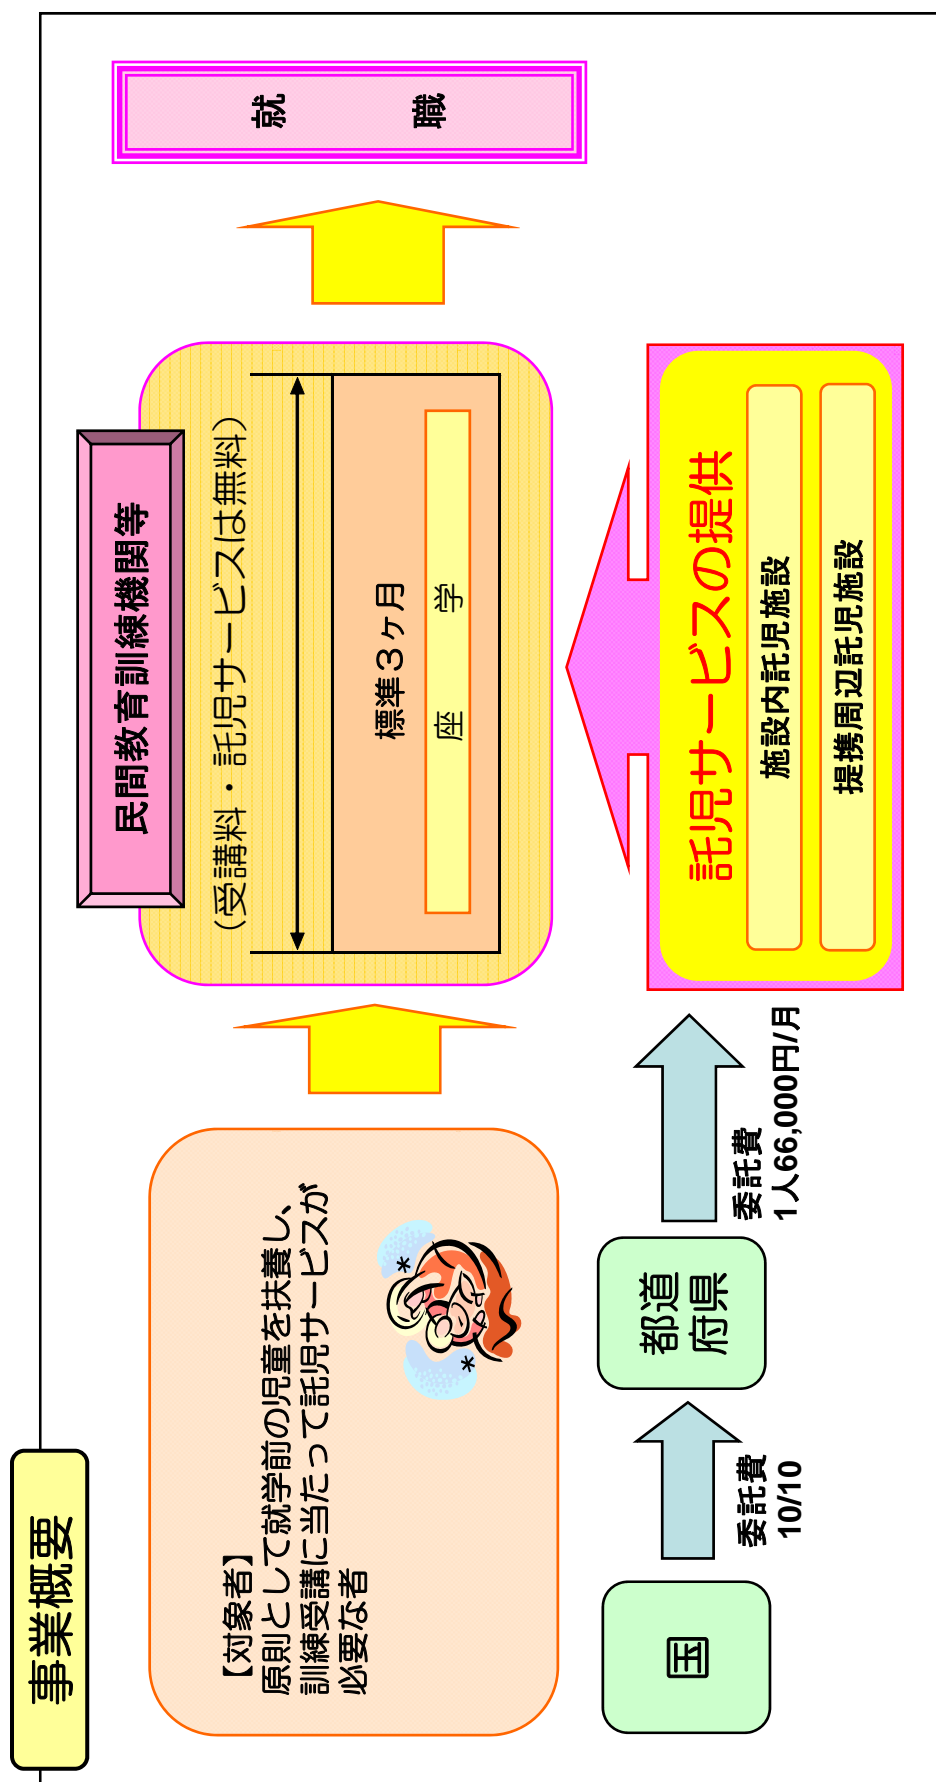 事業概要
【対象者】
原則として就学前の児童を扶養し、
訓練受講に当たって託児サービスが
必要な者
民間教育訓練機関等
（受講料・託児サービスは無料）
標準３ヶ月
座　学
就　職
国
委託費
10/10
都道
府県
委託費
1人66,000円/月
託児サービスの提供
施設内託児施設
提携周辺託児施設